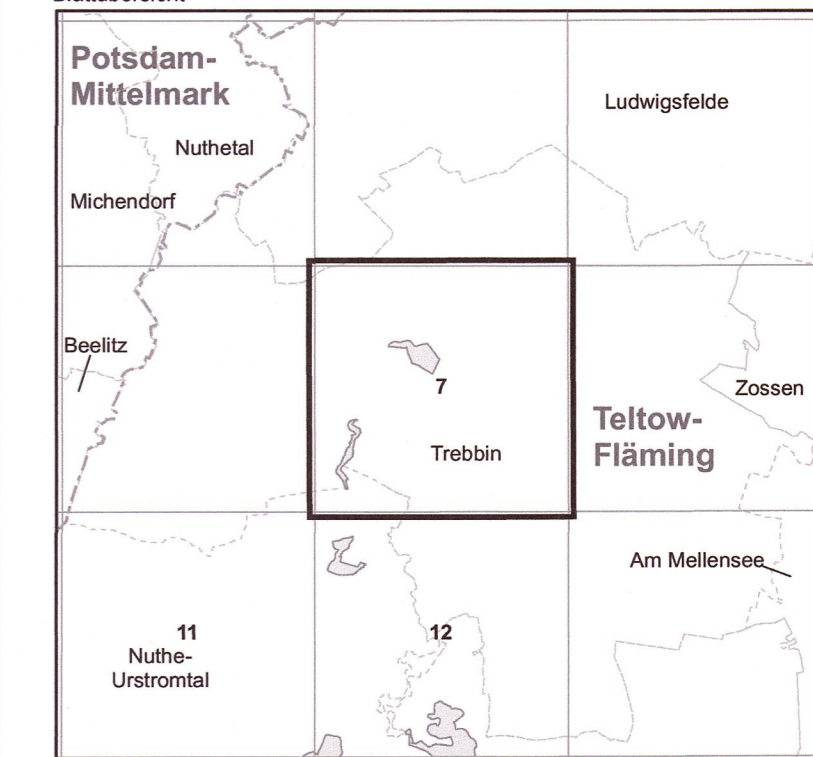 Potsdam-
Mittelmark
Ludwigsfelde
Nuthetal
Michendorf
Beelitz
7
Zossen
Teltow-
Fläming
Trebbin
Am Mellensee
11
Nuthe-
Urstromtal
12